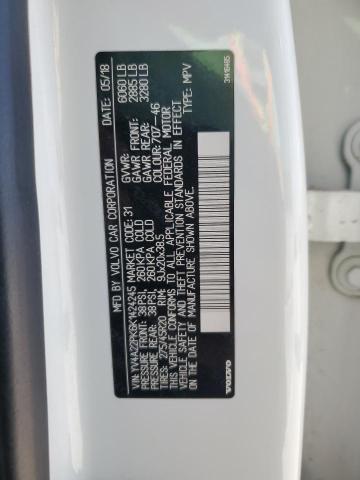 MFD BY VOLVO CAR CORPORATION DATE: 05/18
VIN: YV4A22PK6K1424245 MARKET CODE: 31
PRESSURE FRONT: 38PSI, 260KPA COLD GVWR: 6060 LB
PRESSURE REAR: 38 PSI, 260KPA COLD GAWR FRONT: 2885 LB
TIRES: 275/45R20 RIM: 9Jx20x38.5 GAWR REAR: 3280 LB
COLOUR: 707-46
THIS VEHICLE CONFORMS TO ALL APPLICABLE FEDERAL MOTOR
VEHICLE SAFETY AND THEFT PREVENTION STANDARDS IN EFFECT
ON THE DATE OF MANUFACTURE SHOWN ABOVE. TYPE: MPV
VOLVO